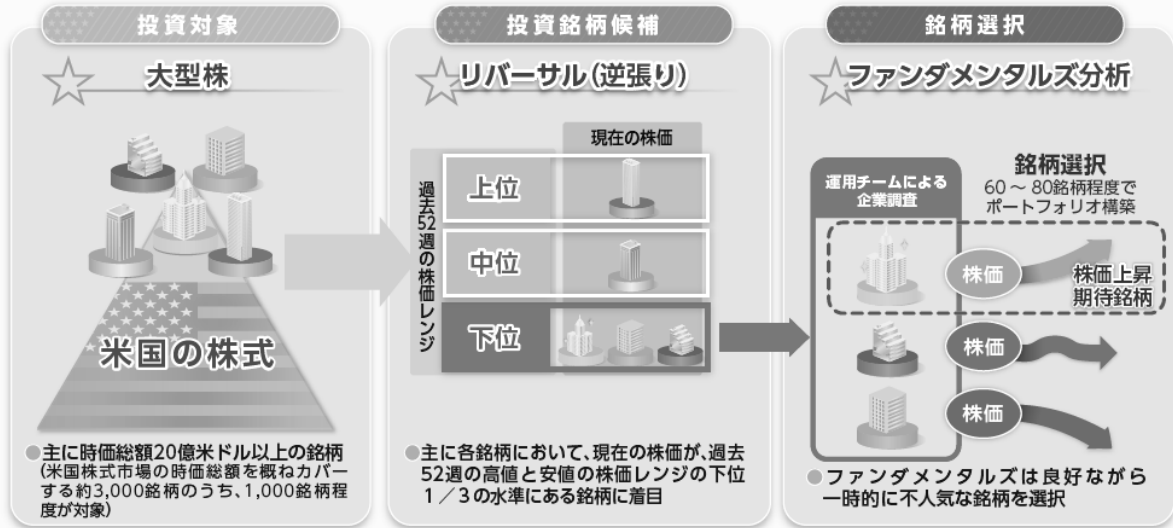 投資対象
大型株
米国の株式
●主に時価総額20億米ドル以上の銘柄
(米国株式市場の時価総額を概ねカバー
する約3,000銘柄のうち、1,000銘柄程
度が対象)
投資銘柄候補
リバーサル(逆張り)
現在の株価
過去52週の株価レンジ
上位
中位
下位
●主に各銘柄において、現在の株価が、過去
52週の高値と安値の株価レンジの下位
1/3の水準にある銘柄に着目
銘柄選択
ファンダメンタルズ分析
運用チームによる
企業調査
銘柄選択
60~80銘柄程度で
ポートフォリオ構築
株価
株価上昇
期待銘柄
株価
株価
●ファンダメンタルズは良好ながら
一時的に不人気な銘柄を選択